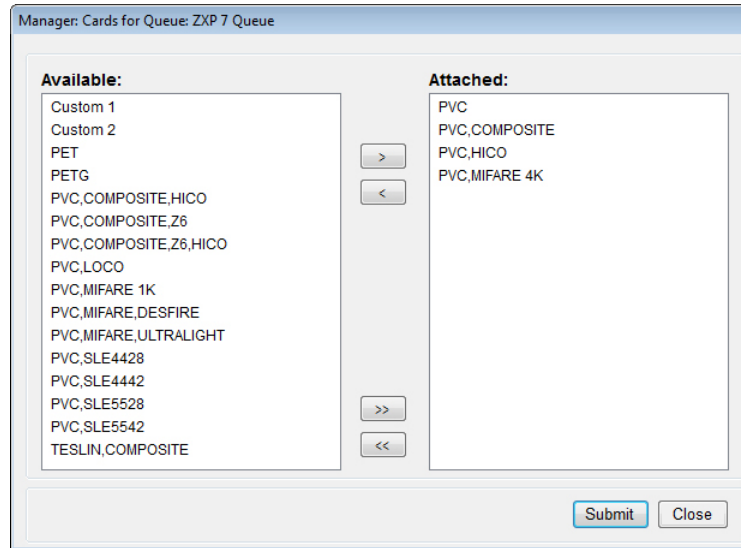 Manager: Cards for Queue: ZXP 7 Queue
Available:
Custom 1
Custom 2
PET
PETG
PVC,COMPOSITE,HICO
PVC,COMPOSITE,Z6
PVC,COMPOSITE,Z6,HICO
PVC,LOCO
PVC,MIFARE 1K
PVC,MIFARE,DESFIRE
PVC,MIFARE,ULTRALIGHT
PVC,SLE4428
PVC,SLE4442
PVC,SLE5528
PVC,SLE5542
TESLIN,COMPOSITE
>
<
>>
<<
Attached:
PVC
PVC,COMPOSITE
PVC,HICO
PVC,MIFARE 4K
Submit Close